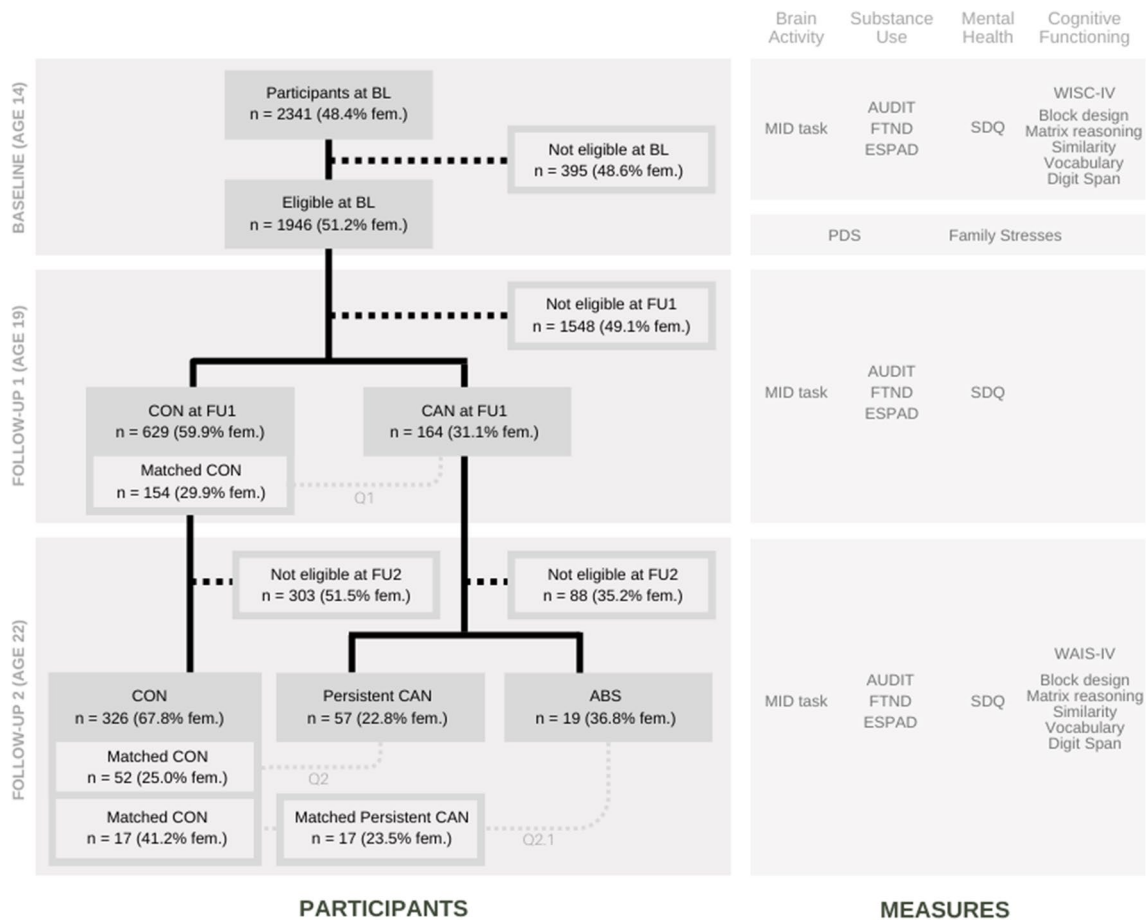 Brain
Activity
Substance
Use
Mental
Health
Cognitive
Functioning
BASELINE (AGE 14)
Participants at BL
n = 2341 (48.4% fem.)
Not eligible at BL
n = 395 (48.6% fem.)
Eligible at BL
n = 1946 (51.2% fem.)
MID task
AUDIT
FTND
ESPAD
SDQ
WISC-IV
Block design
Matrix reasoning
Similarity
Vocabulary
Digit Span
PDS
Family Stresses
FOLLOW-UP 1 (AGE 19)
Not eligible at FU1
n = 1548 (49.1% fem.)
CON at FU1
n = 629 (59.9% fem.)
CAN at FU1
n = 164 (31.1% fem.)
Matched CON
n = 154 (29.9% fem.)
Q1
MID task
AUDIT
FTND
ESPAD
SDQ
FOLLOW-UP 2 (AGE 22)
Not eligible at FU2
n = 303 (51.5% fem.)
Not eligible at FU2
n = 88 (35.2% fem.)
CON
n = 326 (67.8% fem.)
Persistent CAN
n = 57 (22.8% fem.)
ABS
n = 19 (36.8% fem.)
Matched CON
n = 52 (25.0% fem.)
Q2
Matched CON
n = 17 (41.2% fem.)
Matched Persistent CAN
n = 17 (23.5% fem.)
Q2.1
MID task
AUDIT
FTND
ESPAD
SDQ
WAIS-IV
Block design
Matrix reasoning
Similarity
Vocabulary
Digit Span
PARTICIPANTS
MEASURES